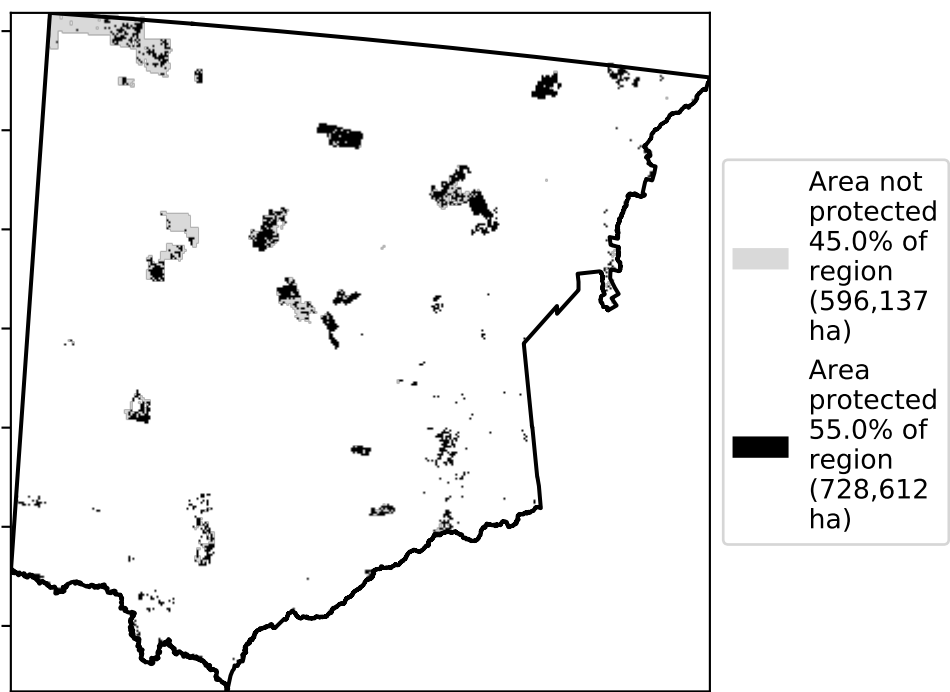 Area not
protected
45.0% of
region
(596,137
ha)
Area
protected
55.0% of
region
(728,612
ha)